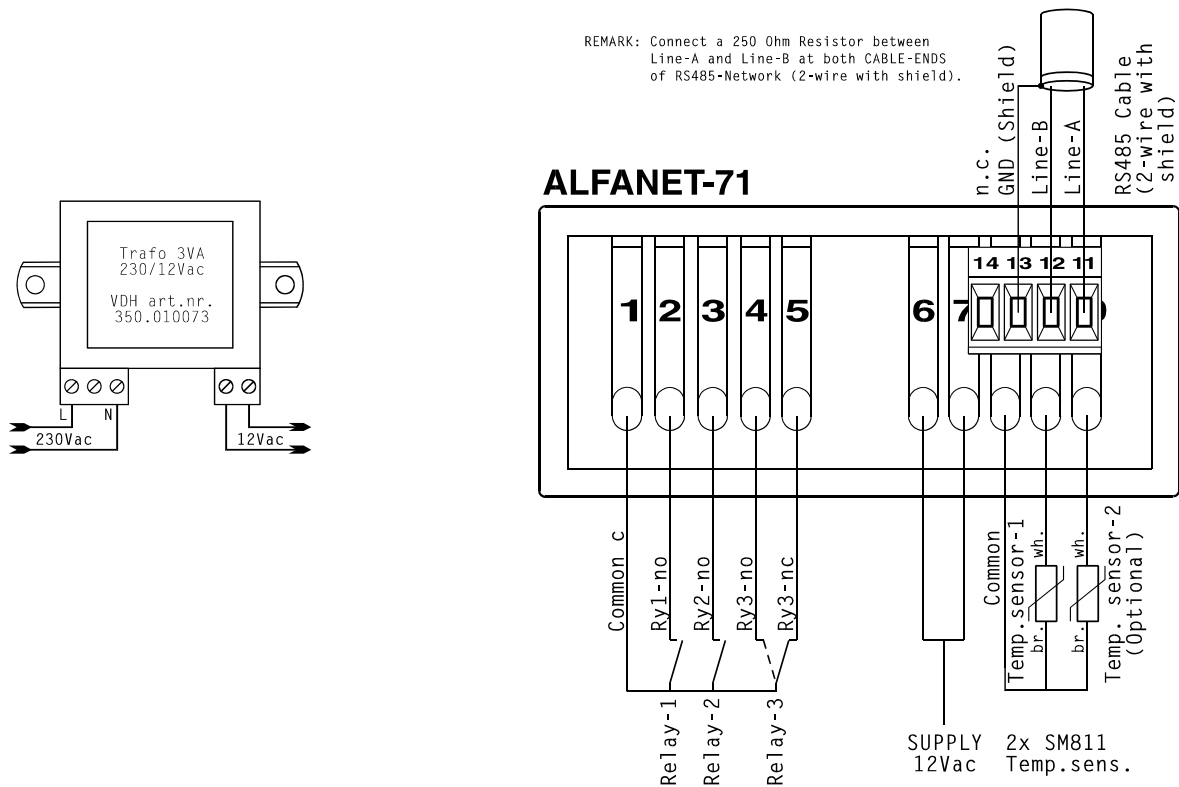 REMARK: Connect a 250 Ohm Resistor between
Line-A and Line-B at both CABLE-ENDS
of RS485-Network (2-wire with shield).
n.c.
GND (Shield)
Line-B
Line-A
RS485 Cable
(2-wire with
shield)
ALFANET-71
Trafo 3VA
230/12Vac
VDH art.nr.
350.010073
L
N
230Vac
12Vac
14 13 12 11
1 2 3 4 5 6 7
Common c
Ry1-no
Ry2-no
Ry3-no
Ry3-nc
Common
Temp.sensor-1
wh.
br.
wh.
br.
Temp. sensor-2
(Optional)
Relay-1
Relay-2
Relay-3
SUPPLY
12Vac
2x SM811
Temp.sens.